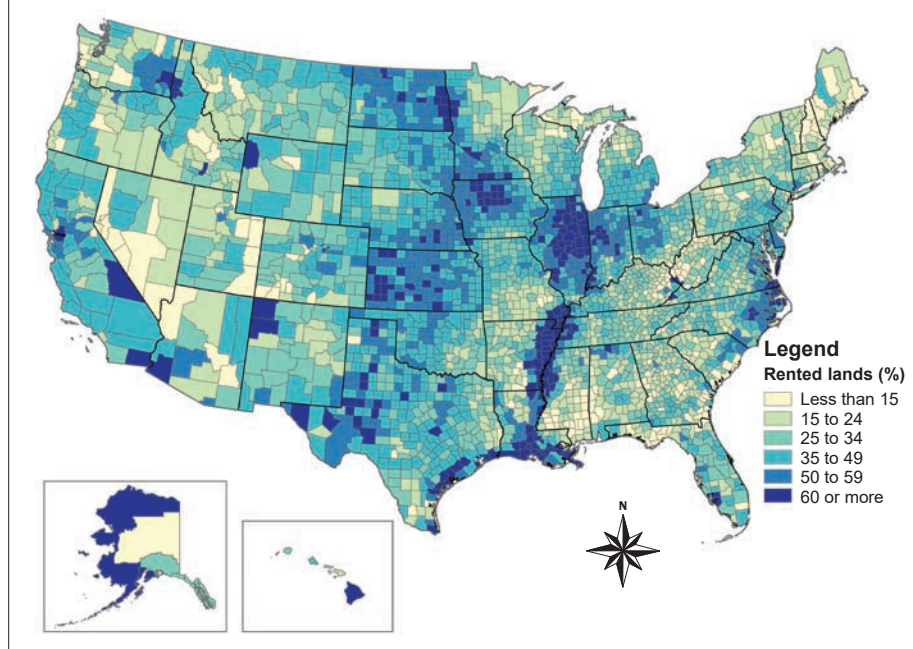 Legend
Rented lands (%)
Less than 15
15 to 24
25 to 34
35 to 49
50 to 59
60 or more
N